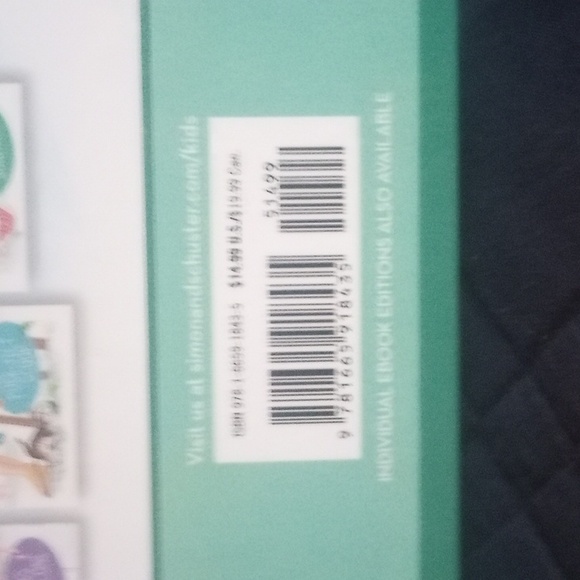 Visit us at simonandschuster.com/kids
ISBN 978-1-6659-1843-5 $14.99 U.S./$19.99 Can.
51499
9 781665 918435
INDIVIDUAL EBOOK EDITIONS ALSO AVAILABLE